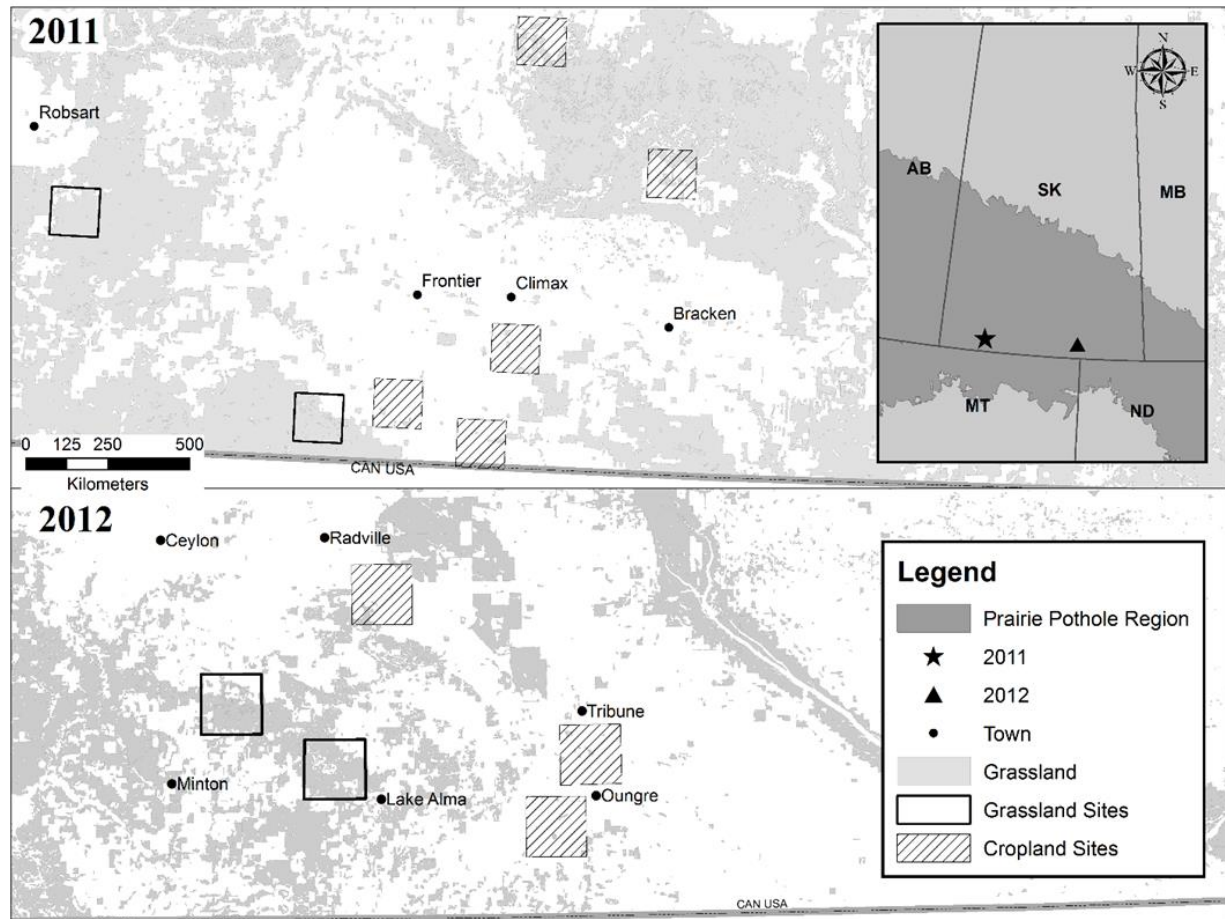 2011
Robsart
Frontier
Climax
Bracken
0 125 250 500
Kilometers
CAN USA
N
W E
S
AB
SK
MB
MT
ND
2012
Ceylon
Radville
Tribune
Minton
Lake Alma
Oungre
CAN USA
Legend
Prairie Pothole Region
2011
2012
Town
Grassland
Grassland Sites
Cropland Sites